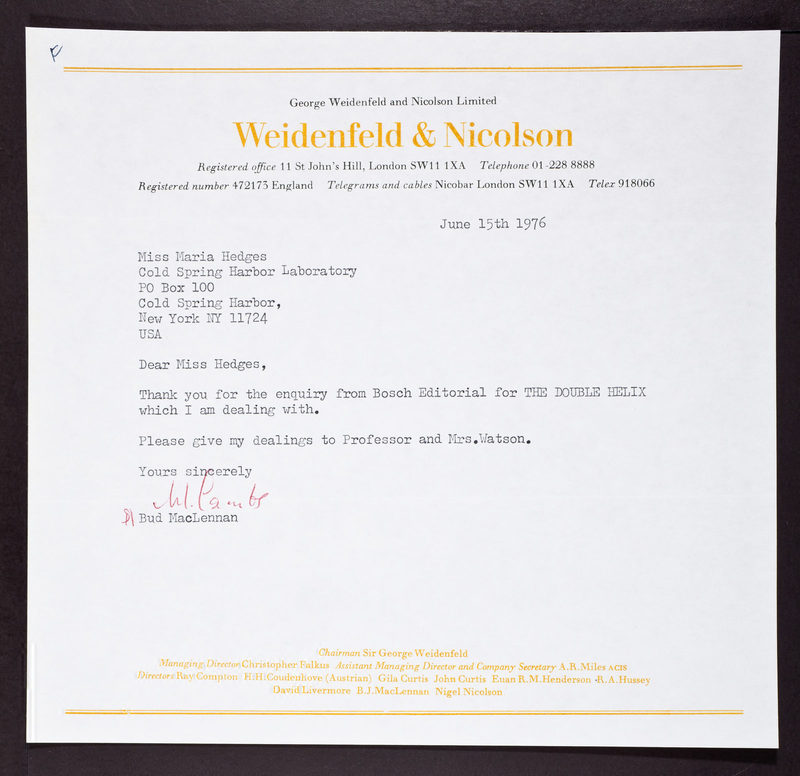 George Weidenfeld and Nicolson Limited
Weidenfeld & Nicolson
Registered office 11 St John's Hill, London SW11 1XA Telephone 01-228 8888
Registered number 472173 England Telegrams and cables Nicobar London SW11 1XA Telex 918066
June 15th 1976
Miss Maria Hedges
Cold Spring Harbor Laboratory
PO Box 100
Cold Spring Harbor,
New York NY 11724
USA
Dear Miss Hedges,
Thank you for the enquiry from Bosch Editorial for THE DOUBLE HELIX
which I am dealing with.
Please give my dealings to Professor and Mrs.Watson.
Yours sincerely
Bud MacLennan
Chairman Sir George Weidenfeld
Managing Director Christopher Falkus Assistant Managing Director and Company Secretary A.R.Miles ACIS
Directors Ray Compton H.H.Coudenhove (Austrian) Gila Curtis John Curtis Euan R.M.Henderson R.A.Hussey
David Livermore B.J.MacLennan Nigel Nicolson